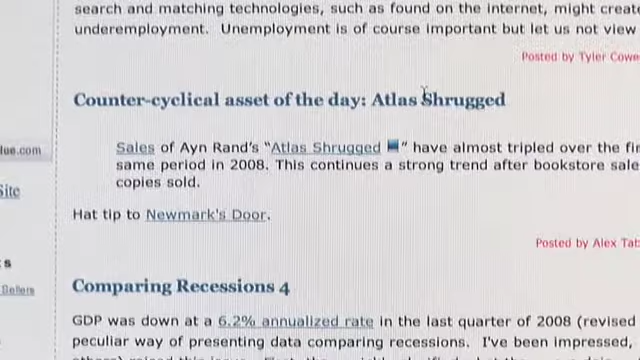 search and matching technologies, such as found on the internet, might create
underemployment. Unemployment is of course important but let us not view
Posted by Tyler Cowe
Counter-cyclical asset of the day: Atlas Shrugged
Sales of Ayn Rand's "Atlas Shrugged " have almost tripled over the fir
same period in 2008. This continues a strong trend after bookstore sale
copies sold.
lue.com
Site
Hat tip to Newmark's Door.
Posted by Alex Tab
s
Sellers
Comparing Recessions 4
GDP was down at a 6.2% annualized rate in the last quarter of 2008 (revised
peculiar way of presenting data comparing recessions. I've been impressed,